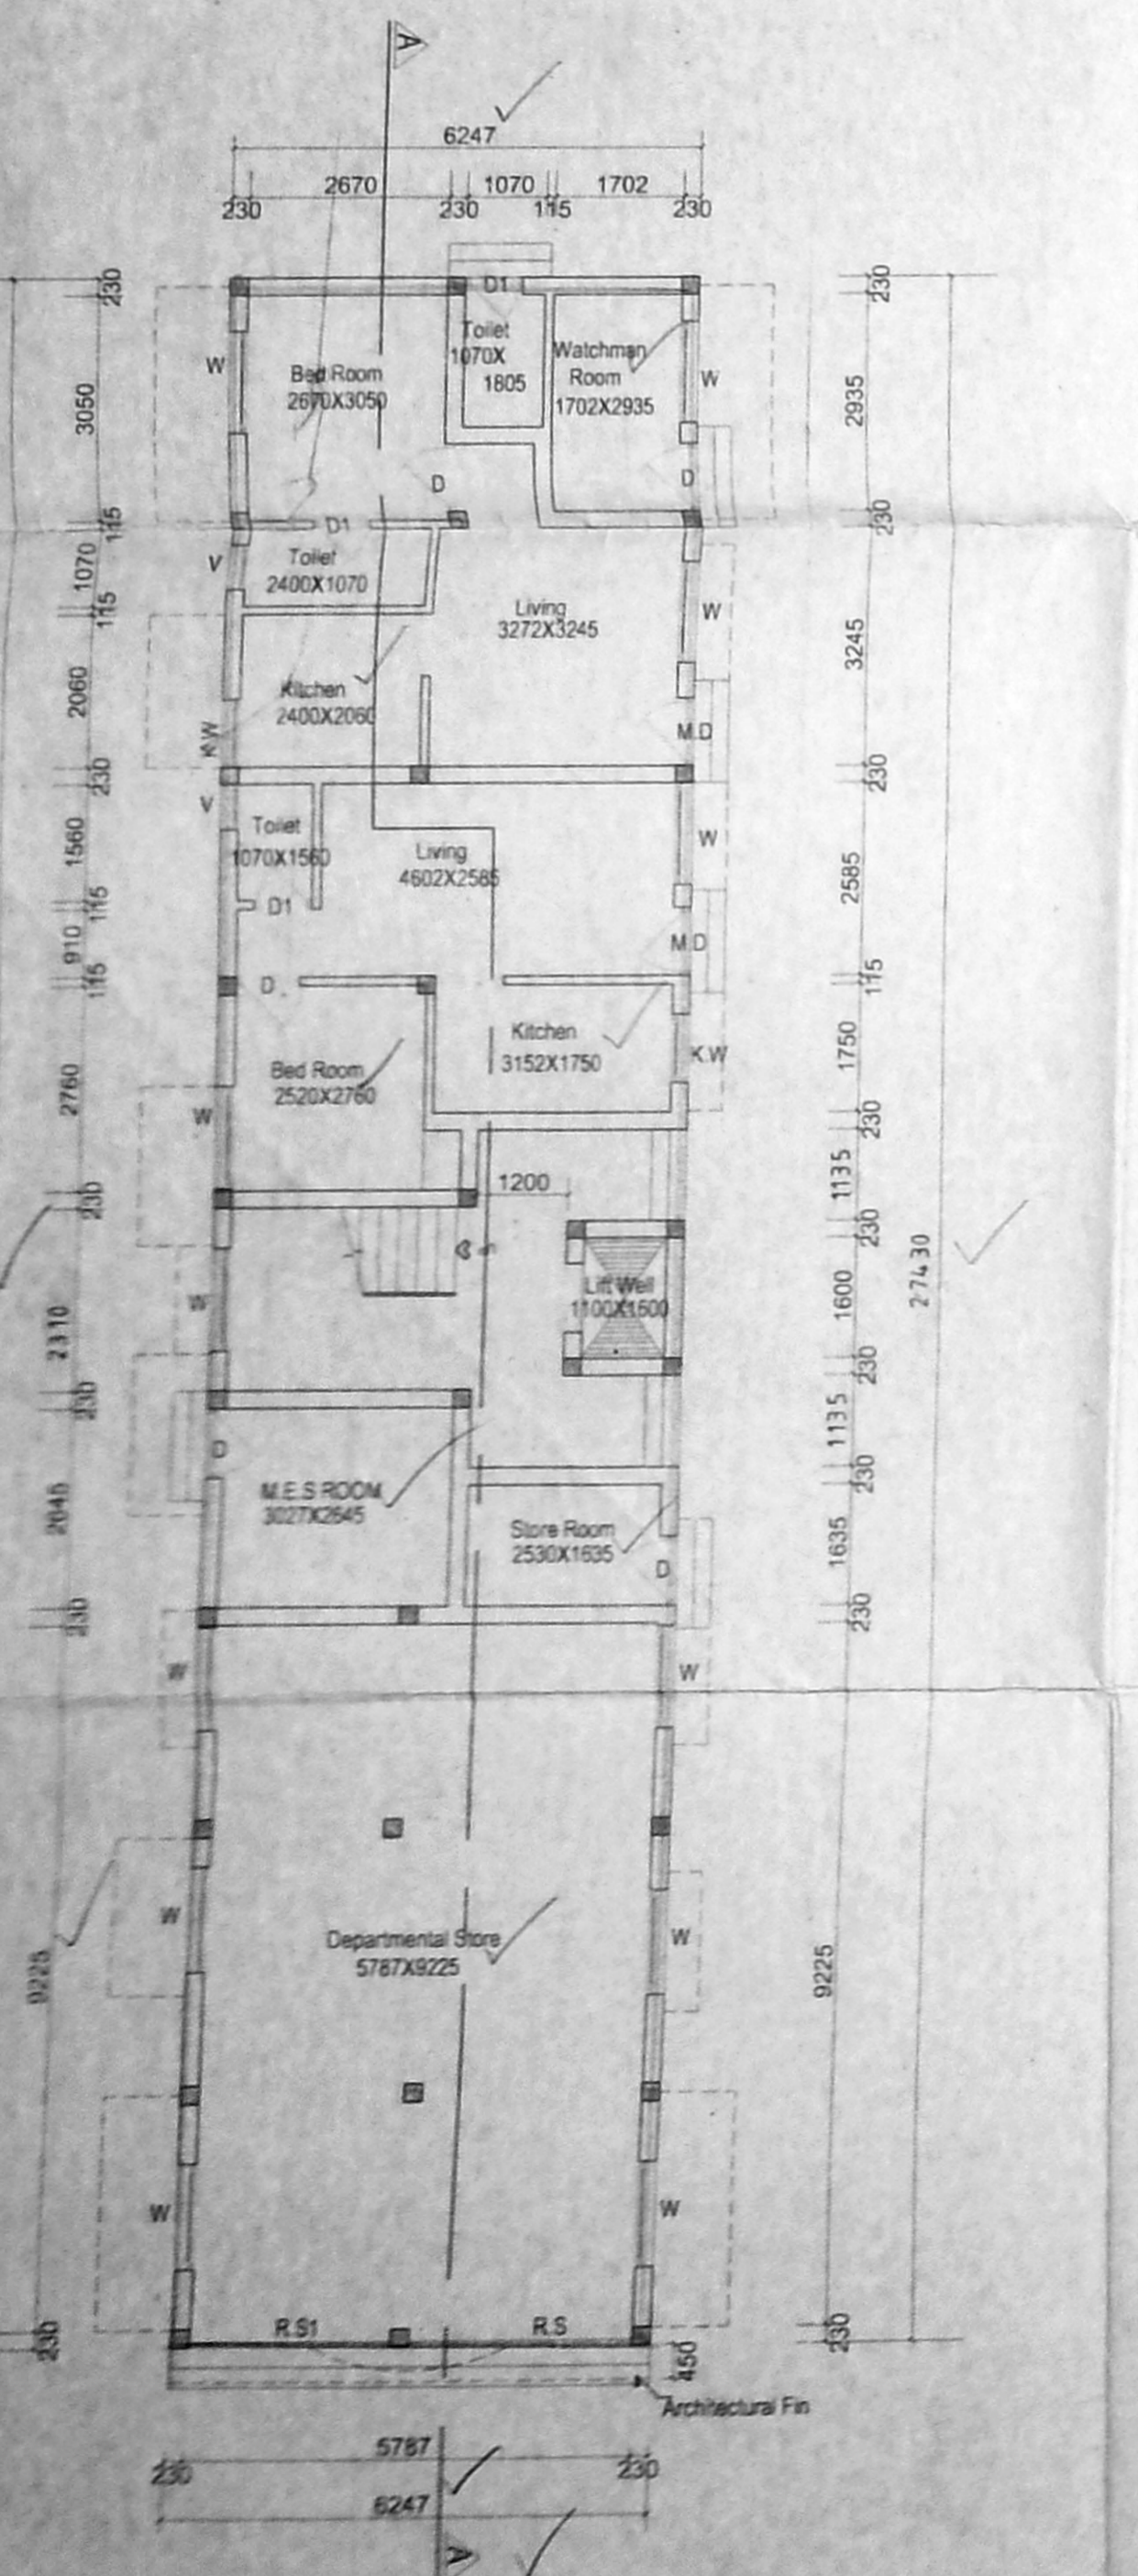 A
6247
2670 1070 1702
230 230 115 230
230
D1
230
W
3050
Bed Room
2670X3050
Toilet
1070X
1805
Watchman
Room
1702X2935
W
2935
D
D
115
D1
230
V
1070
Toilet
2400X1070
115
Living
3272X3245
W
3245
2060
Kitchen
2400X2060
K.W
M.D
230
230
V
1560
Toilet
1070X1560
Living
4602X2585
W
2585
115
D1
910
M.D
115
D
115
Kitchen
3152X1750
K.W
1750
2760
Bed Room
2520X2760
W
230
1135
1200
230
230
W
2310
Lift Well
1100X1600
1600
27430
230
230
1135
D
230
2645
M.E.S ROOM
3027X2645
Store Room
2530X1635
D
1635
230
230
W
W
Departmental Store
5787X9225
W
W
9225
9225
W
W
R.S1
R.S
230
230
450
Architectural Fin
5787
230
230
6247
A